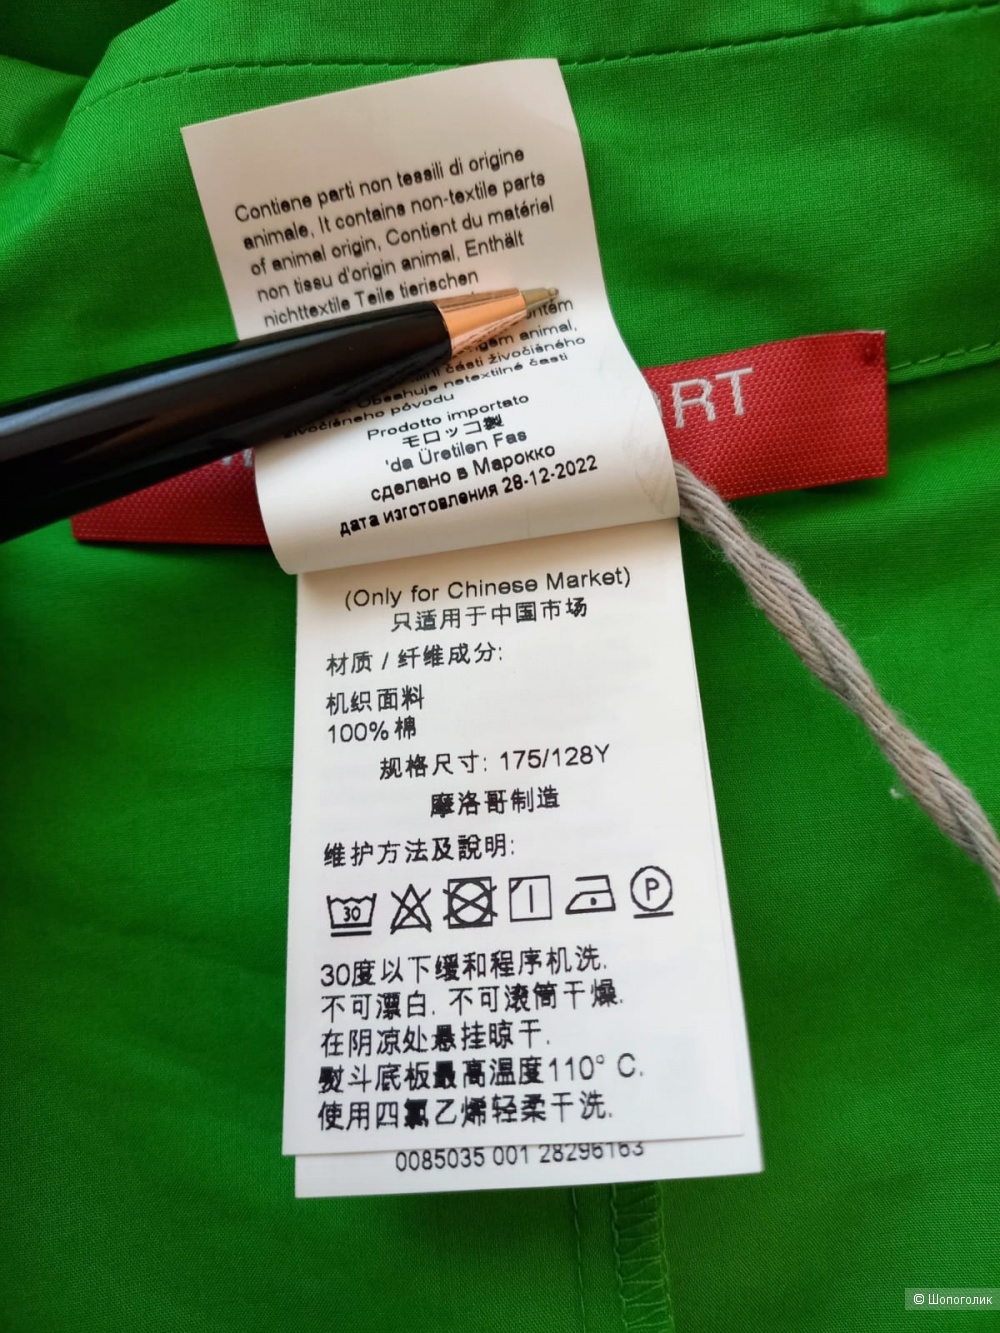 Contiene parti non tessili di origine
animale, It contains non-textile parts
of animal origin, Contient du matériel
non tissu d'origin animal, Enthält
nichttextile Teile tierischen
animal,
části živočišného
Obsahuje netextilné časti
živočíšneho pôvodu
Prodotto importato
モロッコ製
'da Üretilen Fas
сделано в Марокко
дата изготовления 28-12-2022
RT
(Only for Chinese Market)
只适用于中国市场
材质 / 纤维成分:
机织面料
100% 棉
规格尺寸: 175/128Y
摩洛哥制造
维护方法及說明:
30
P
30度以下缓和程序机洗.
不可漂白. 不可滚筒干燥.
在阴凉处悬挂晾干.
熨斗底板最高温度110° C.
使用四氯乙烯轻柔干洗.
0085035 001 28296163
© Шопоголик